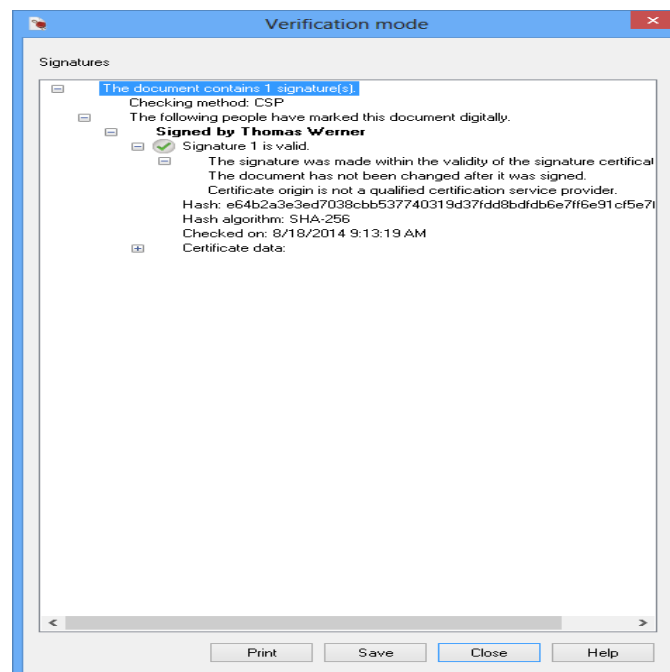 Verification mode
Signatures
The document contains 1 signature(s).
Checking method: CSP
The following people have marked this document digitally.
Signed by Thomas Werner
Signature 1 is valid.
The signature was made within the validity of the signature certifical
The document has not been changed after it was signed.
Certificate origin is not a qualified certification service provider.
Hash: e64b2a3e3ed7038cbb537740319d37fdd8bdfdb6e7ff6e91cf5e7f
Hash algorithm: SHA-256
Checked on: 8/18/2014 9:13:19 AM
Certificate data:
Print Save Close Help